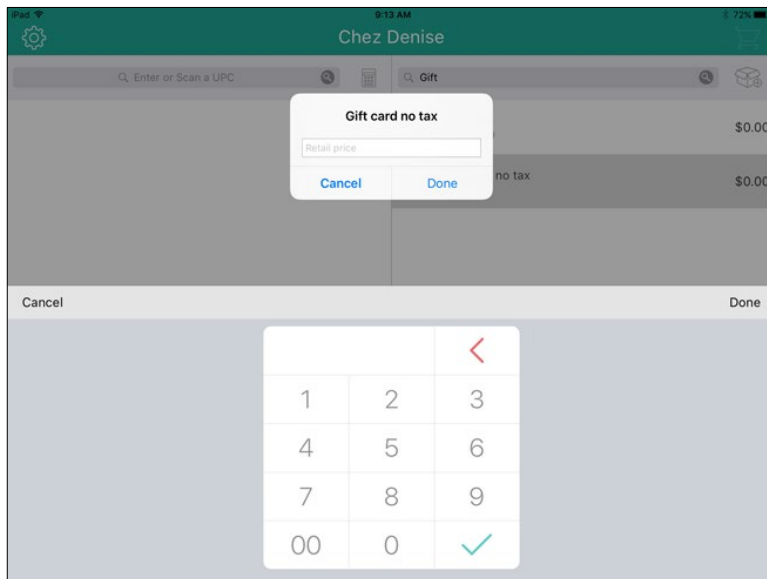 iPad 9:13 AM 72%
Chez Denise
Enter or Scan a UPC Gift
Gift card no tax
$0.00
Retail price
no tax
$0.00
Cancel Done
Cancel Done
1 2 3
4 5 6
7 8 9
00 0